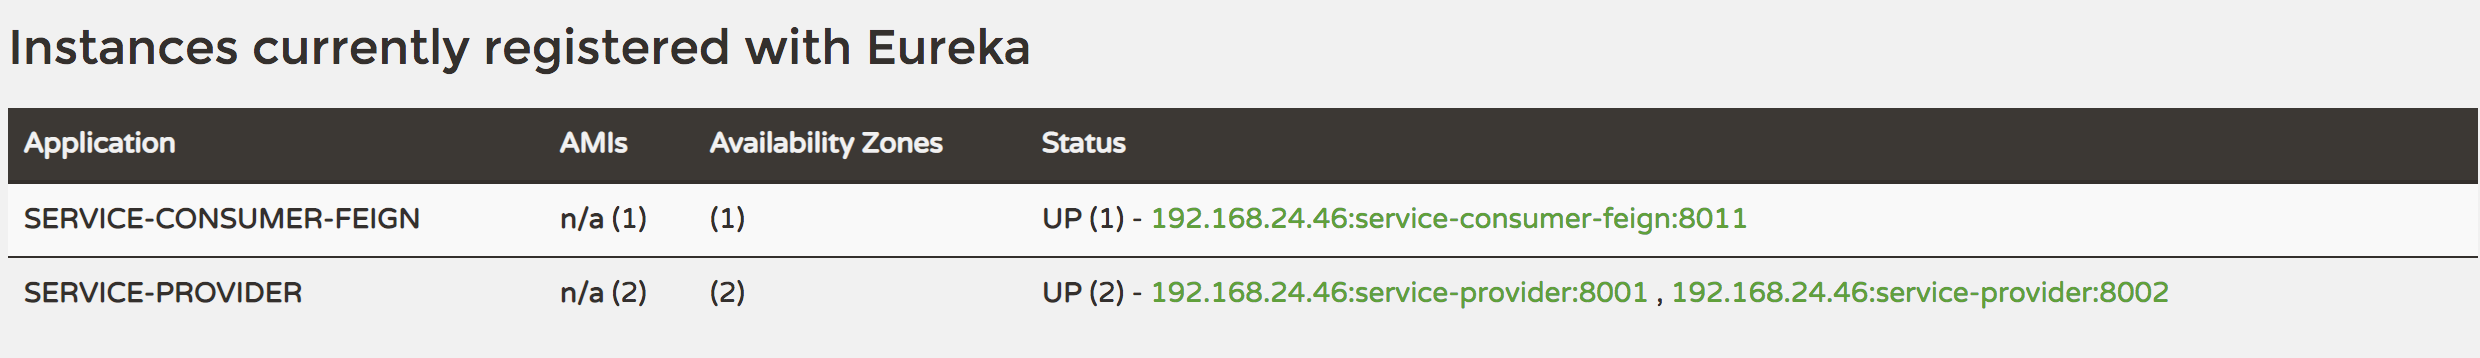 Instances currently registered with Eureka
Application AMIs Availability Zones Status
SERVICE-CONSUMER-FEIGN n/a (1) (1) UP (1) - 192.168.24.46:service-consumer-feign:8011
SERVICE-PROVIDER n/a (2) (2) UP (2) - 192.168.24.46:service-provider:8001 , 192.168.24.46:service-provider:8002